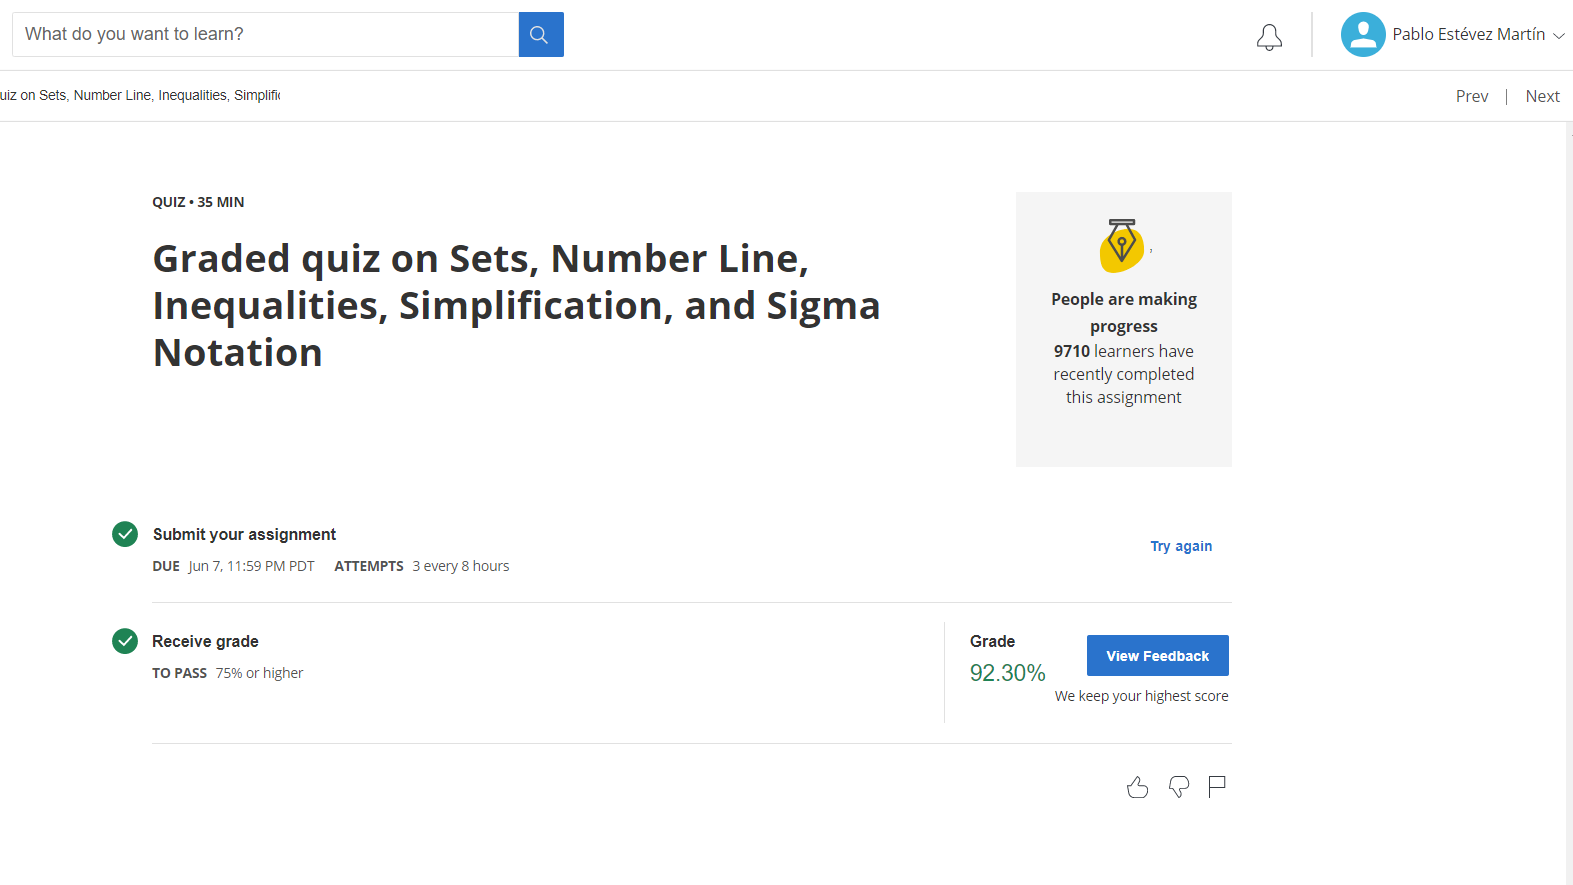 What do you want to learn?
Pablo Estévez Martín
uiz on Sets, Number Line, Inequalities, Simplific
Prev | Next
QUIZ • 35 MIN
Graded quiz on Sets, Number Line,
Inequalities, Simplification, and Sigma
Notation
People are making
progress
9710 learners have
recently completed
this assignment
Submit your assignment
DUE Jun 7, 11:59 PM PDT ATTEMPTS 3 every 8 hours
Try again
Receive grade
TO PASS 75% or higher
Grade
92.30%
View Feedback
We keep your highest score